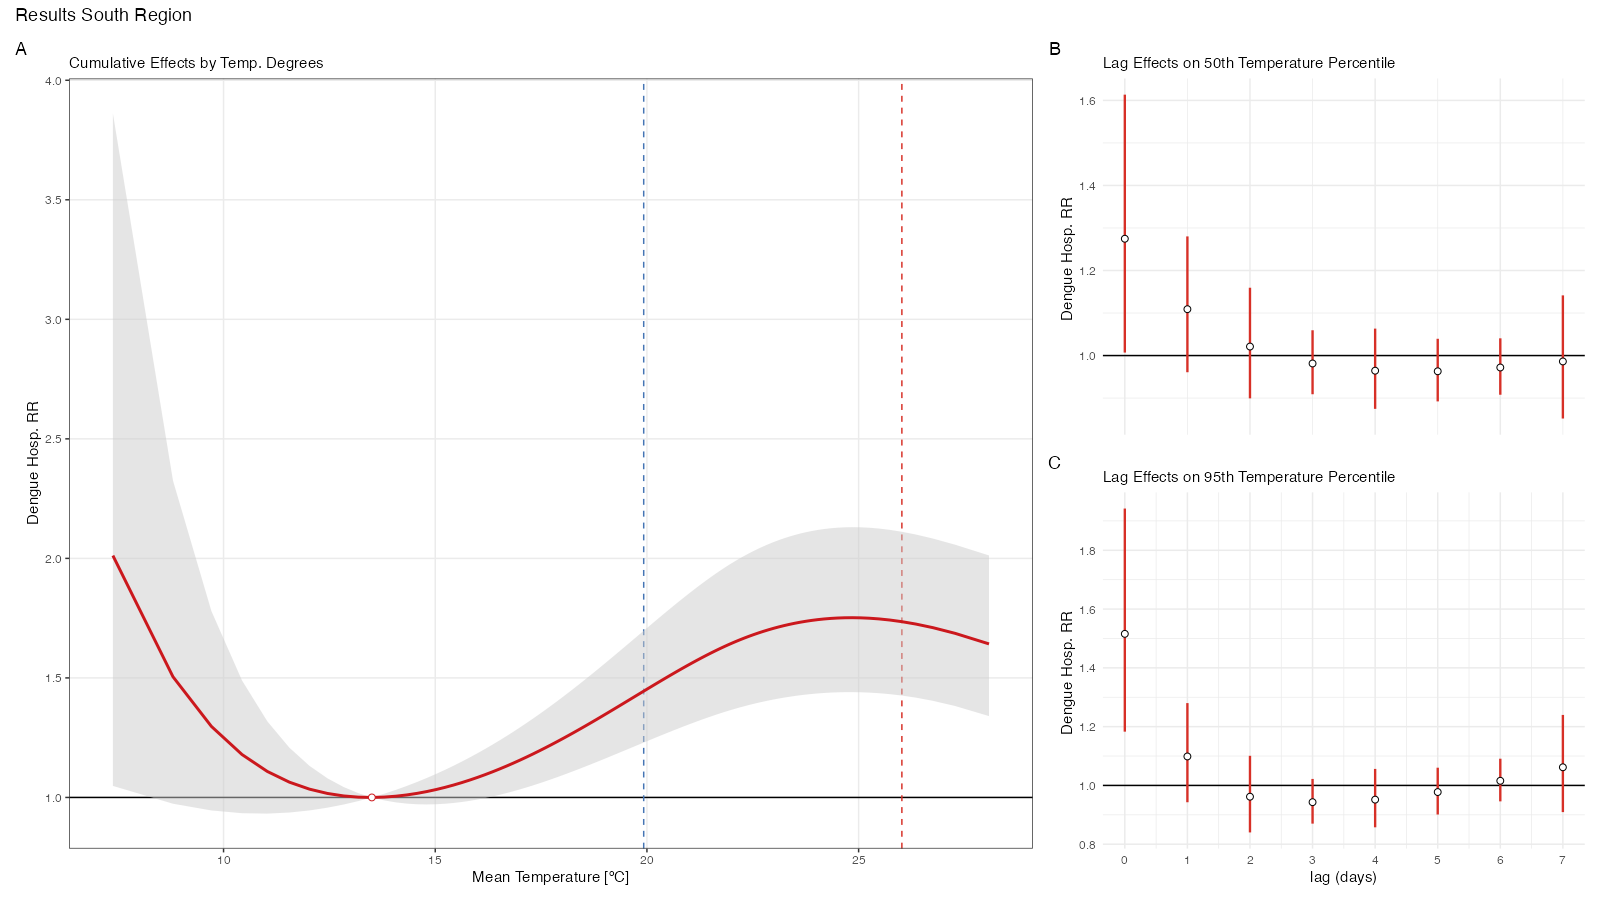 Results South Region
A
Cumulative Effects by Temp. Degrees
4.0
3.5
3.0
2.5
2.0
1.5
1.0
Dengue Hosp. RR
10 15 20 25
Mean Temperature [°C]
B
Lag Effects on 50th Temperature Percentile
1.6
1.4
1.2
1.0
Dengue Hosp. RR
C
Lag Effects on 95th Temperature Percentile
1.8
1.6
1.4
1.2
1.0
0.8
Dengue Hosp. RR
0 1 2 3 4 5 6 7
lag (days)